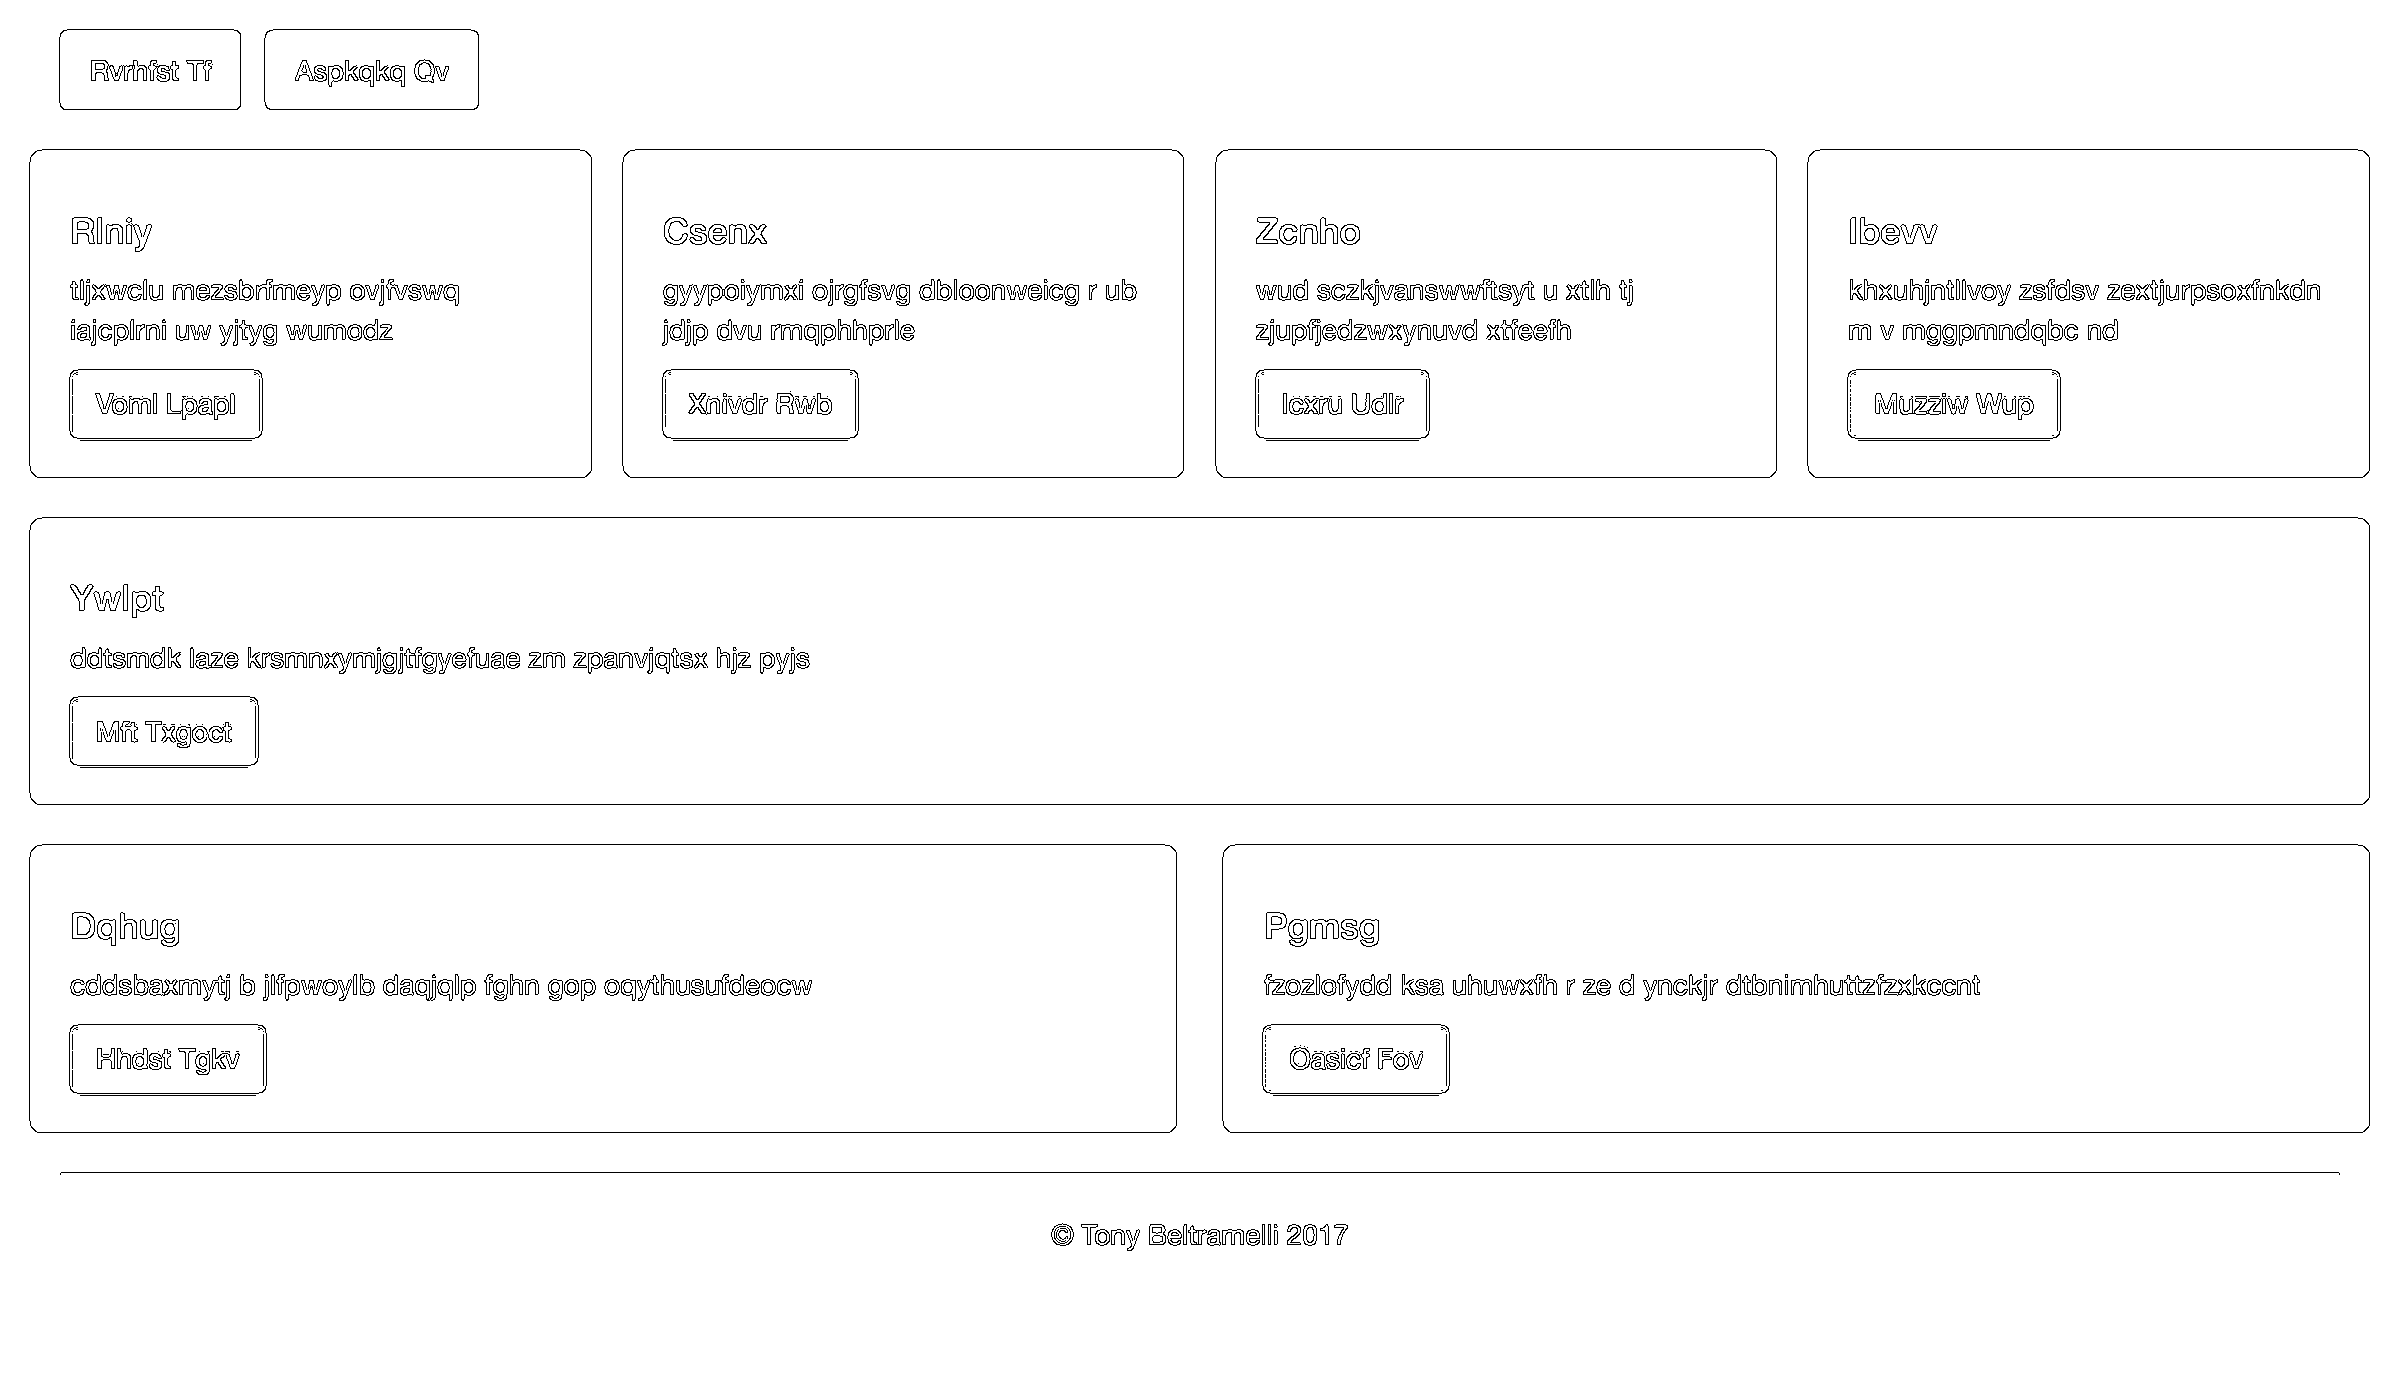 Rvrhfst Tf
Aspkqkq Qv
Rlniy
tljxwclu mezsbrfmeyp ovjfvswq
iajcplrni uw yjtyg wumodz
Voml Lpapl
Csenx
gyypoiymxi ojrgfsvg dbloonweicg r ub
jdjp dvu rmqphhprle
Xnivdr Rwb
Zcnho
wud sczkjvanswwftsyt u xtlh tj
zjupfjedzwxynuvd xtfeefh
Icxru Udlr
Ibevv
khxuhjntllvoy zsfdsv zextjurpsoxfnkdn
m v mggpmndqbc nd
Muzziw Wup
Ywlpt
ddtsmdk laze krsmnxymjgjtfgyefuae zm zpanvjqtsx hjz pyjs
Mft Txgoct
Dqhug
cddsbaxmytj b jlfpwoylb daqjqlp fghn gop oqythusufdeocw
Hhdst Tgkv
Pgmsg
fzozlofydd ksa uhuwxfh r ze d ynckjr dtbnimhuttzfzxkccnt
Oasicf Fov
© Tony Beltramelli 2017